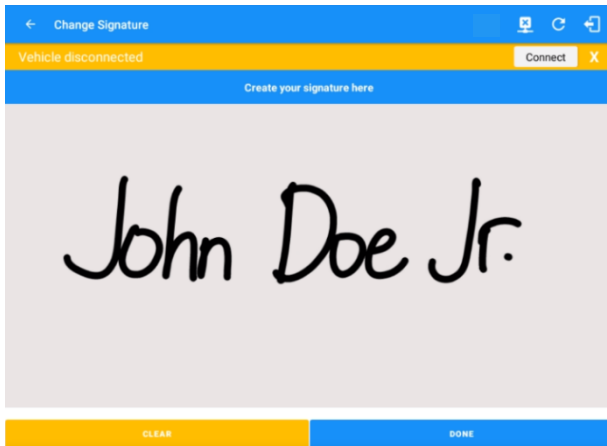 Change Signature
Vehicle disconnected Connect X
Create your signature here
John Doe Jr.
CLEAR DONE